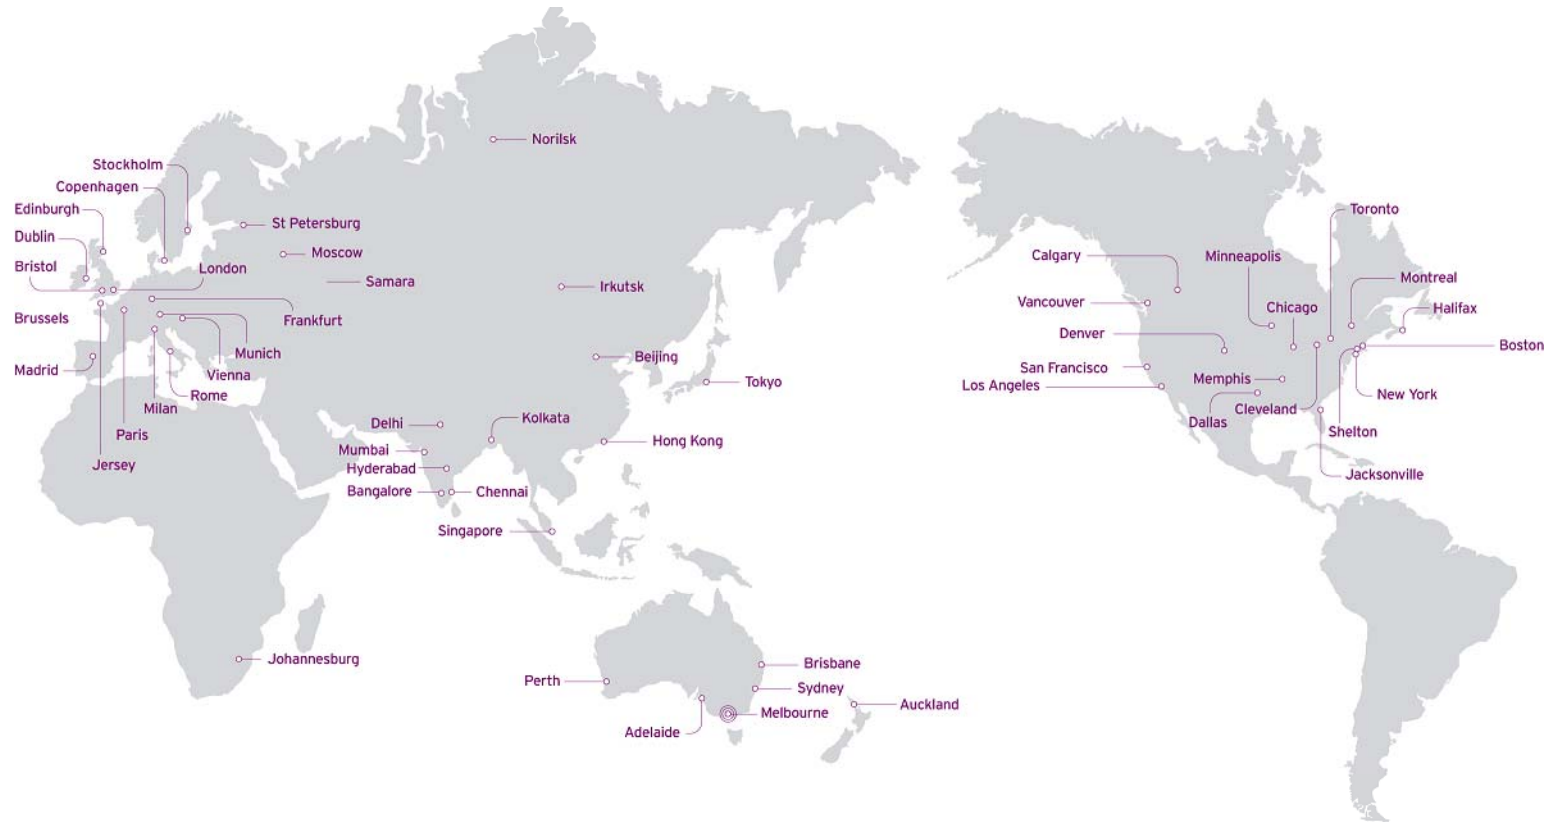 Norilsk
Stockholm
Copenhagen
Edinburgh
St Petersburg
Dublin
Moscow
Bristol
London
Samara
Irkutsk
Brussels
Frankfurt
Munich
Beijing
Madrid
Vienna
Tokyo
Rome
Milan
Kolkata
Delhi
Paris
Hong Kong
Mumbai
Jersey
Hyderabad
Bangalore
Chennai
Singapore
Johannesburg
Brisbane
Perth
Sydney
Auckland
Melbourne
Adelaide
Toronto
Calgary
Minneapolis
Montreal
Vancouver
Chicago
Halifax
Denver
Boston
San Francisco
Memphis
Los Angeles
New York
Cleveland
Dallas
Shelton
Jacksonville